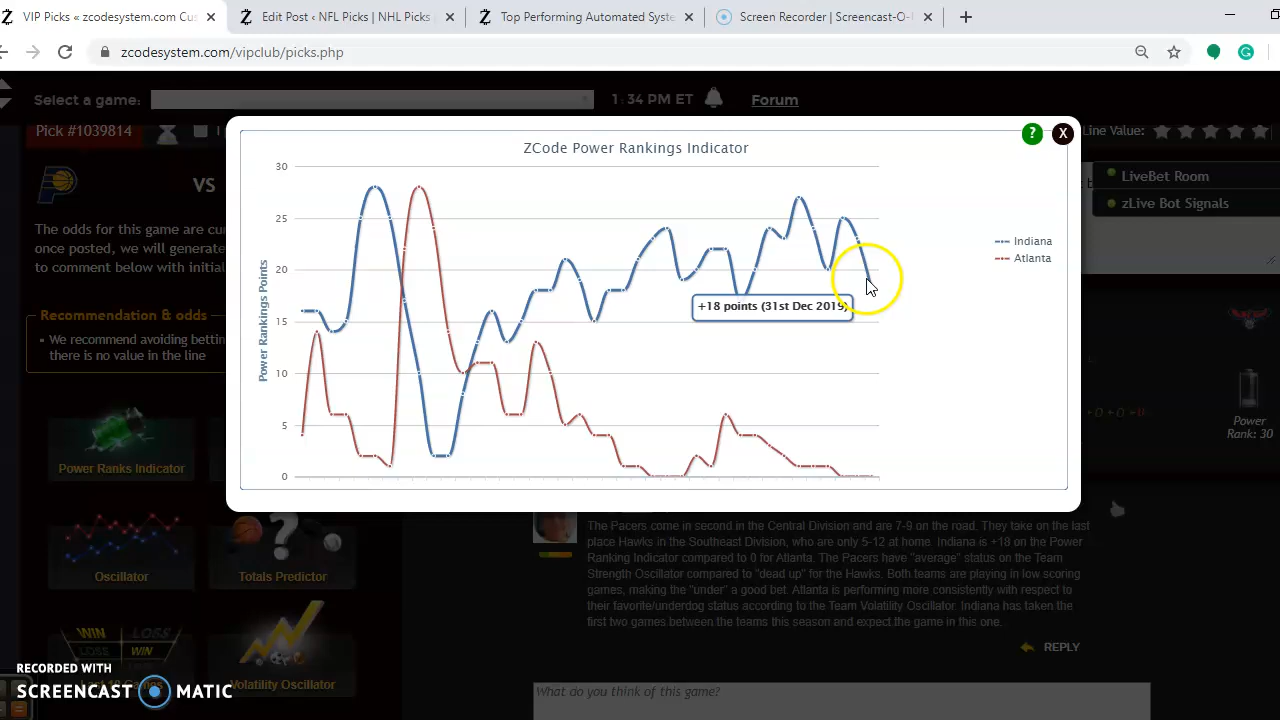 VIP Picks « zcodesystem.com Cus
Edit Post ‹ NFL Picks | NHL Picks
Top Performing Automated Syste
Screen Recorder | Screencast-O-
zcodesystem.com/vipclub/picks.php
Select a game:
1:34 PM ET
Forum
Pick #1039814
Line Value:
VS
The odds for this game are cur
once posted, we will generate
to comment below with initial
Recommendation & odds
We recommend avoiding bettin
there is no value in the line
LiveBet Room
zLive Bot Signals
ZCode Power Rankings Indicator
?
X
Power Rankings Points
30
25
20
15
10
5
0
Indiana
Atlanta
+18 points (31st Dec 2019)
Power
Rank: 30
Power Ranks Indicator
Oscillator
Totals Predictor
WIN LOSS
LOSS WIN
Last 10 Games
Volatility Oscillator
The Pacers come in second in the Central Division and are 7-9 on the road. They take on the last
place Hawks in the Southeast Division, who are only 5-12 at home. Indiana is +18 on the Power
Ranking Indicator compared to 0 for Atlanta. The Pacers have "average" status on the Team
Strength Oscillator compared to "dead up" for the Hawks. Both teams are playing in low scoring
games, making the "under" a good bet. Atlanta is performing more consistently with respect to
their favorite/underdog status according to the Team Volatility Oscillator. Indiana has taken the
first two games between the teams this season and expect the game in this one.
REPLY
What do you think of this game?
RECORDED WITH
SCREENCAST MATIC